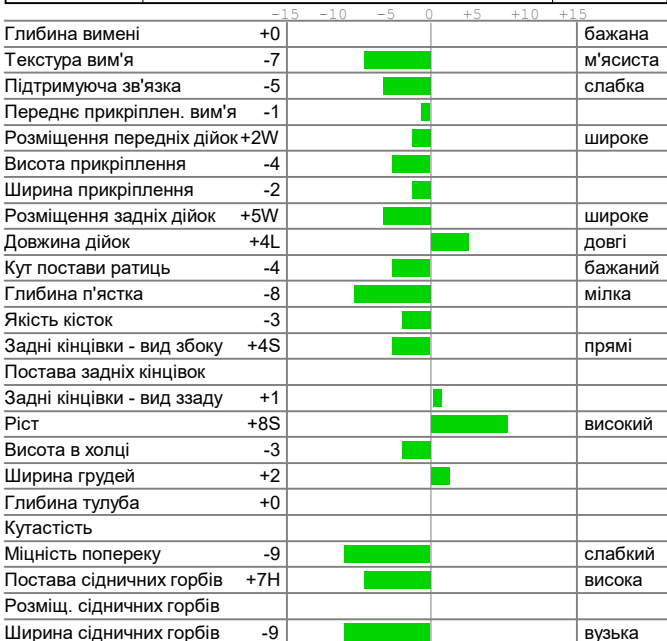 -15 -10 -5 0 +5 +10 +15
Глибина вимені +0 бажана
Текстура вим'я -7 м'ясиста
Підтримуюча зв'язка -5 слабка
Переднє прикріплен. вим'я -1
Розміщення передніх дійок +2W широке
Висота прикріплення -4
Ширина прикріплення -2
Розміщення задніх дійок +5W широке
Довжина дійок +4L довгі
Кут постави ратиць -4 бажаний
Глибина п'ястка -8 мілка
Якість кісток -3
Задні кінцівки - вид збоку +4S прямі
Постава задніх кінцівок
Задні кінцівки - вид ззаду +1
Ріст +8S високий
Висота в холці -3
Ширина грудей +2
Глибина тулуба +0
Кутастість
Міцність попереку -9 слабкий
Постава сідничних горбів +7H висока
Розміщ. сідничних горбів
Ширина сідничних горбів -9 вузька